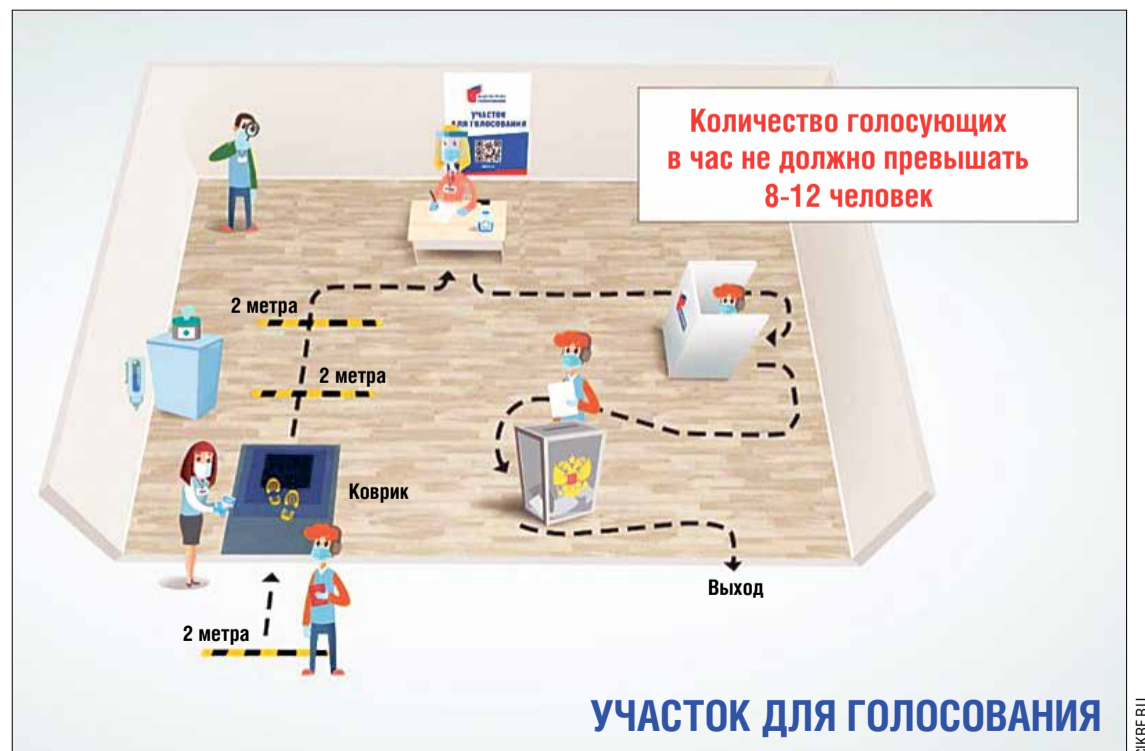 УЧАСТОК
ДЛЯ ГОЛОСОВАНИЯ
Количество голосующих
в час не должно превышать
8-12 человек
2 метра
2 метра
Коврик
Выход
2 метра
УЧАСТОК ДЛЯ ГОЛОСОВАНИЯ